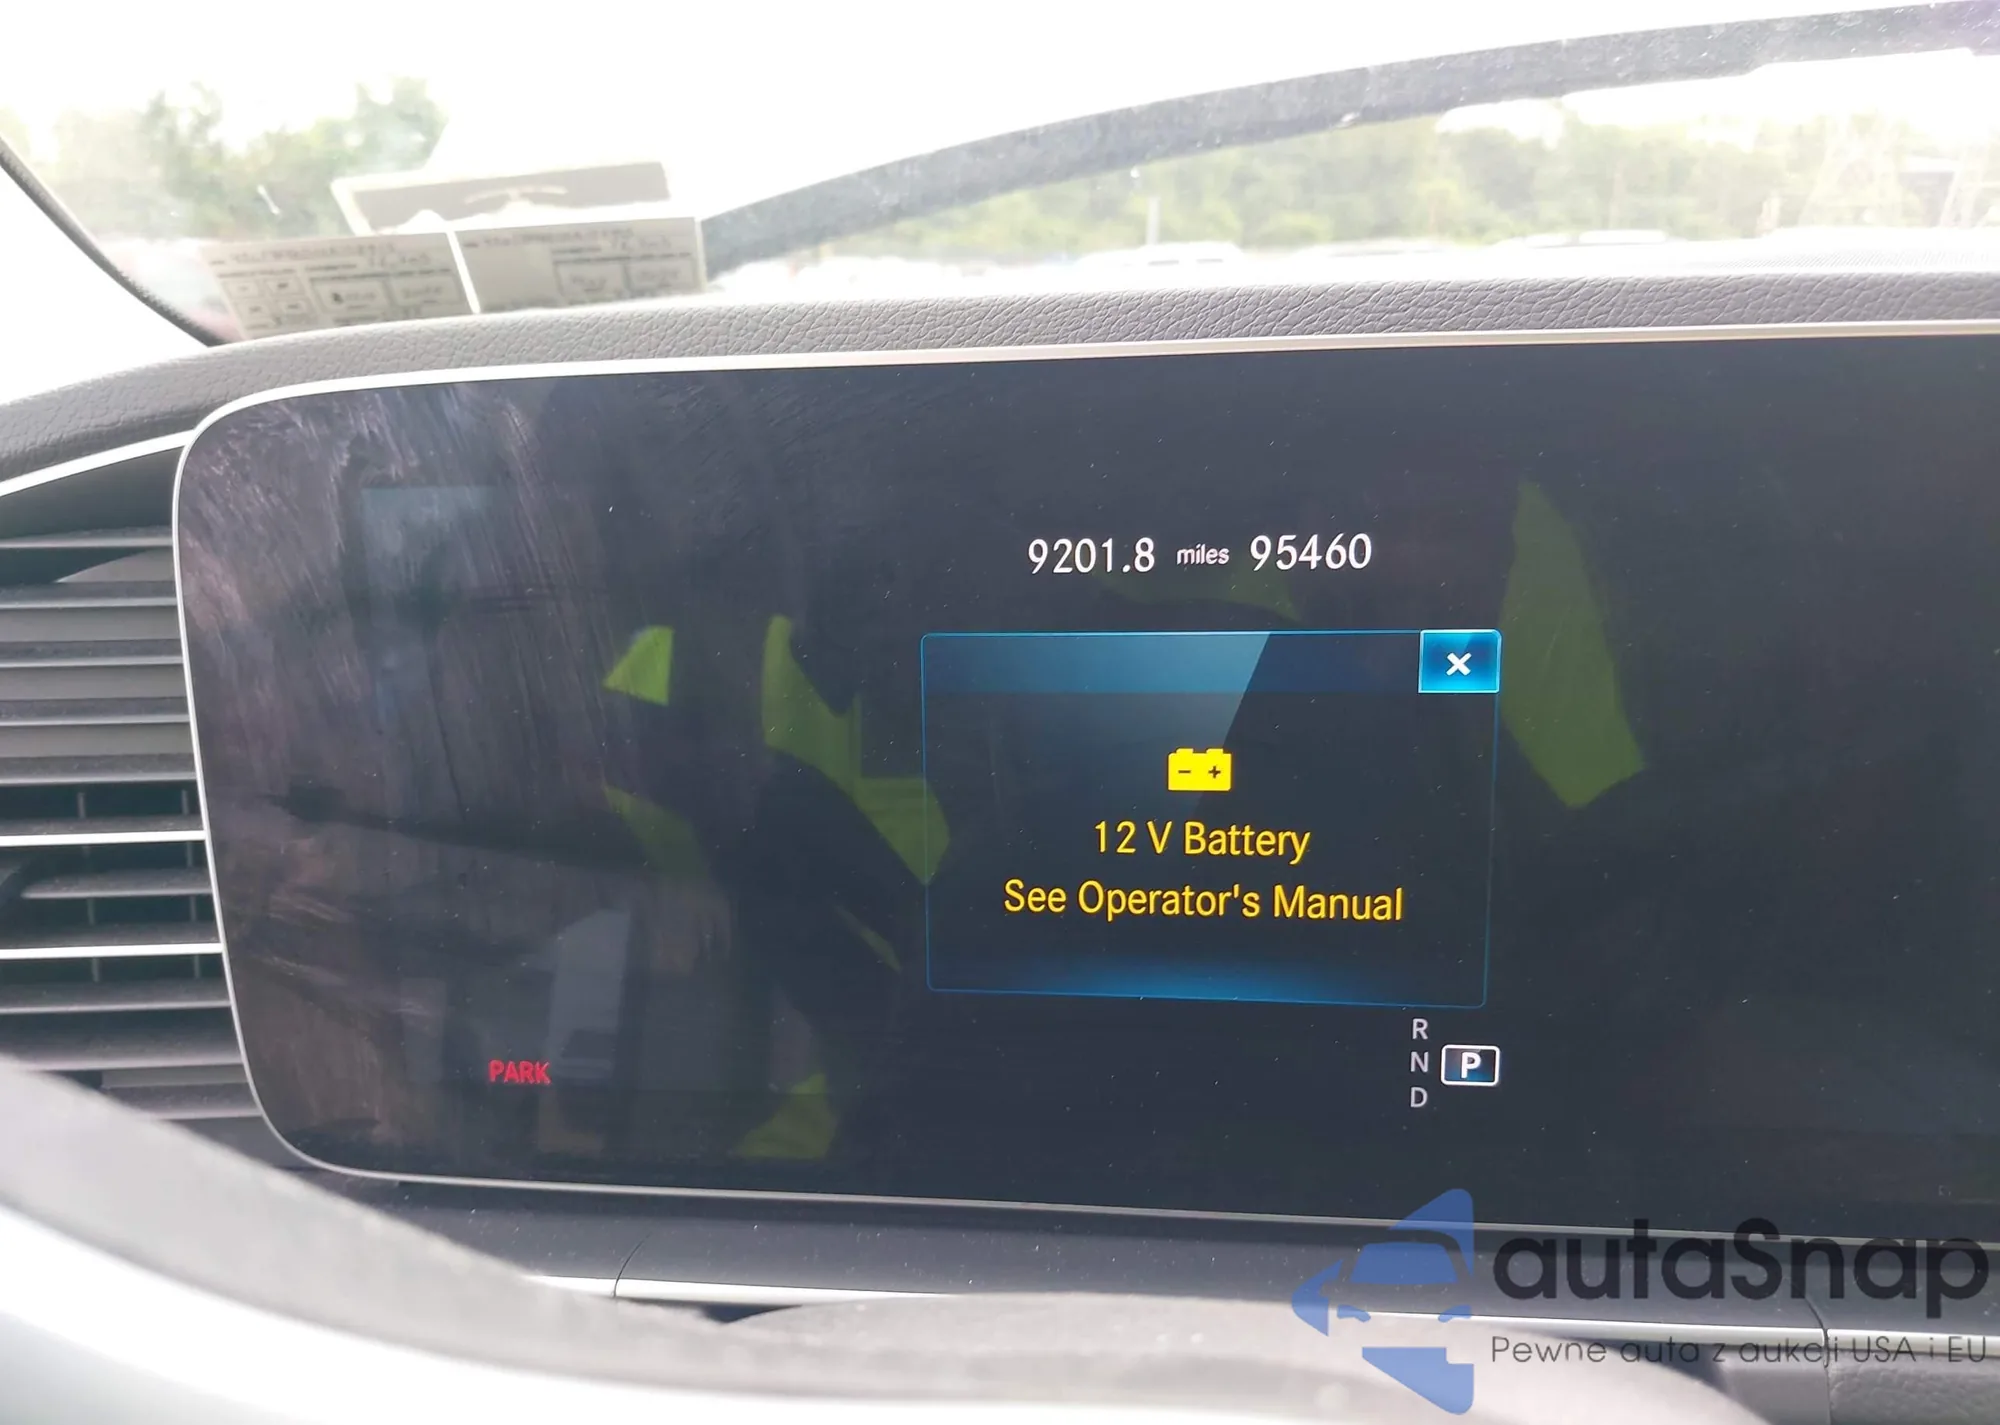 9201.8 miles 95460
×
- +
12 V Battery
See Operator's Manual
R
N P
D
PARK
autaSnap
Pewne auta z aukcji USA i EU